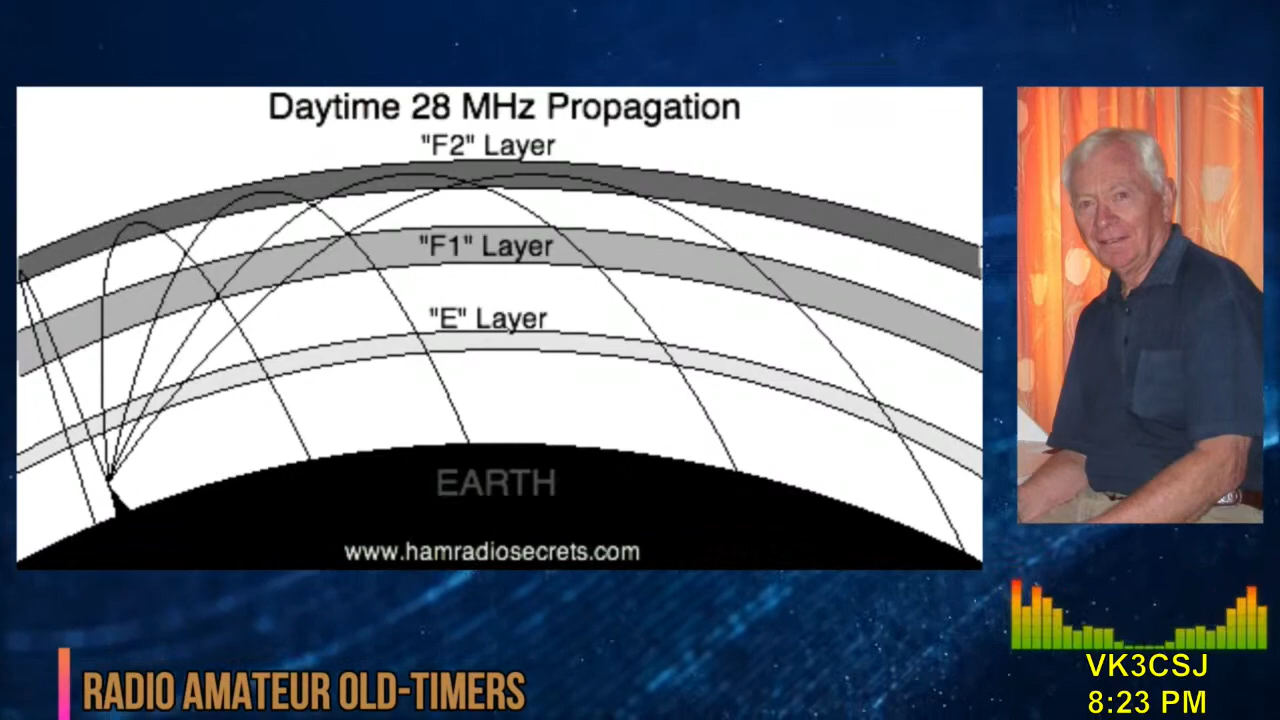 Daytime 28 MHz Propagation
"F2" Layer
"F1" Layer
"E" Layer
EARTH
www.hamradiosecrets.com
RADIO AMATEUR OLD-TIMERS
VK3CSJ
8:23 PM